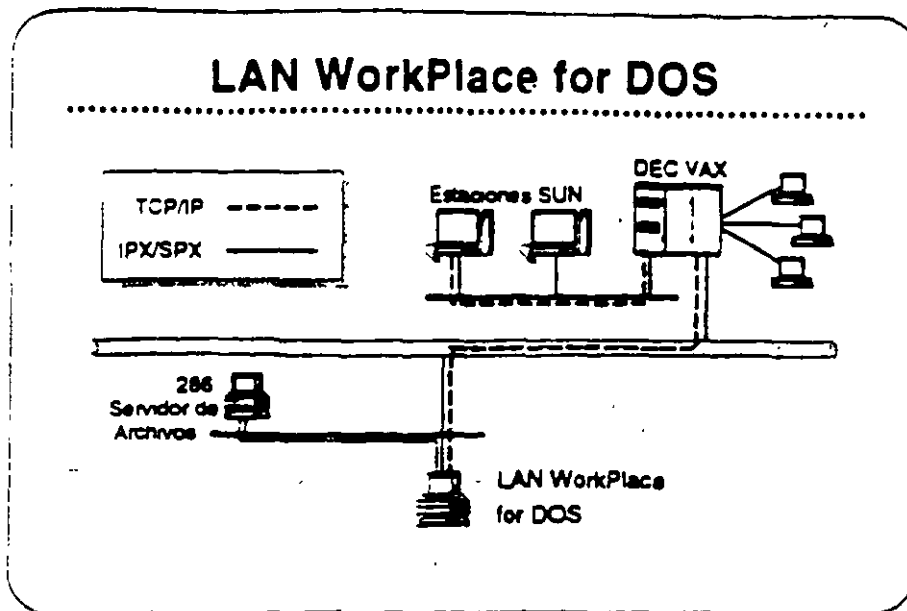 LAN WorkPlace for DOS
DEC VAX
Estaciones SUN
TCP/IP
IPX/SPX
286
Servidor de
Archivos
LAN WorkPlace
for DOS